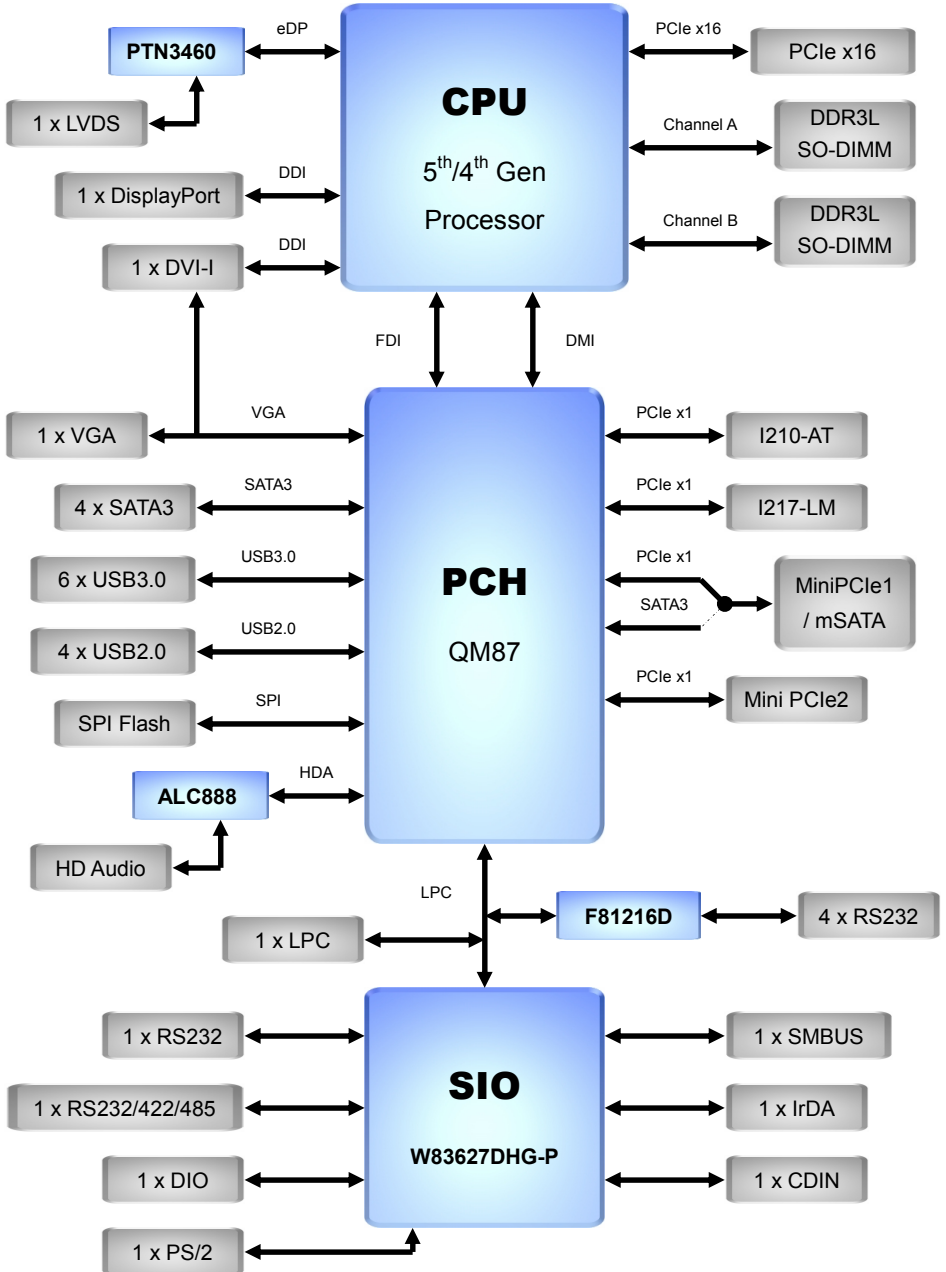 PTN3460
eDP
1 x LVDS
DDI
1 x DisplayPort
DDI
1 x DVI-I
CPU
5th/4th Gen
Processor
PCIe x16
PCIe x16
Channel A
DDR3L
SO-DIMM
Channel B
DDR3L
SO-DIMM
FDI
DMI
VGA
1 x VGA
SATA3
4 x SATA3
USB3.0
6 x USB3.0
USB2.0
4 x USB2.0
SPI
SPI Flash
HDA
ALC888
HD Audio
PCH
QM87
PCIe x1
I210-AT
PCIe x1
I217-LM
PCIe x1
SATA3
MiniPCIe1
/ mSATA
PCIe x1
Mini PCIe2
LPC
1 x LPC
F81216D
4 x RS232
1 x RS232
1 x RS232/422/485
1 x DIO
1 x PS/2
SIO
W83627DHG-P
1 x SMBUS
1 x IrDA
1 x CDIN